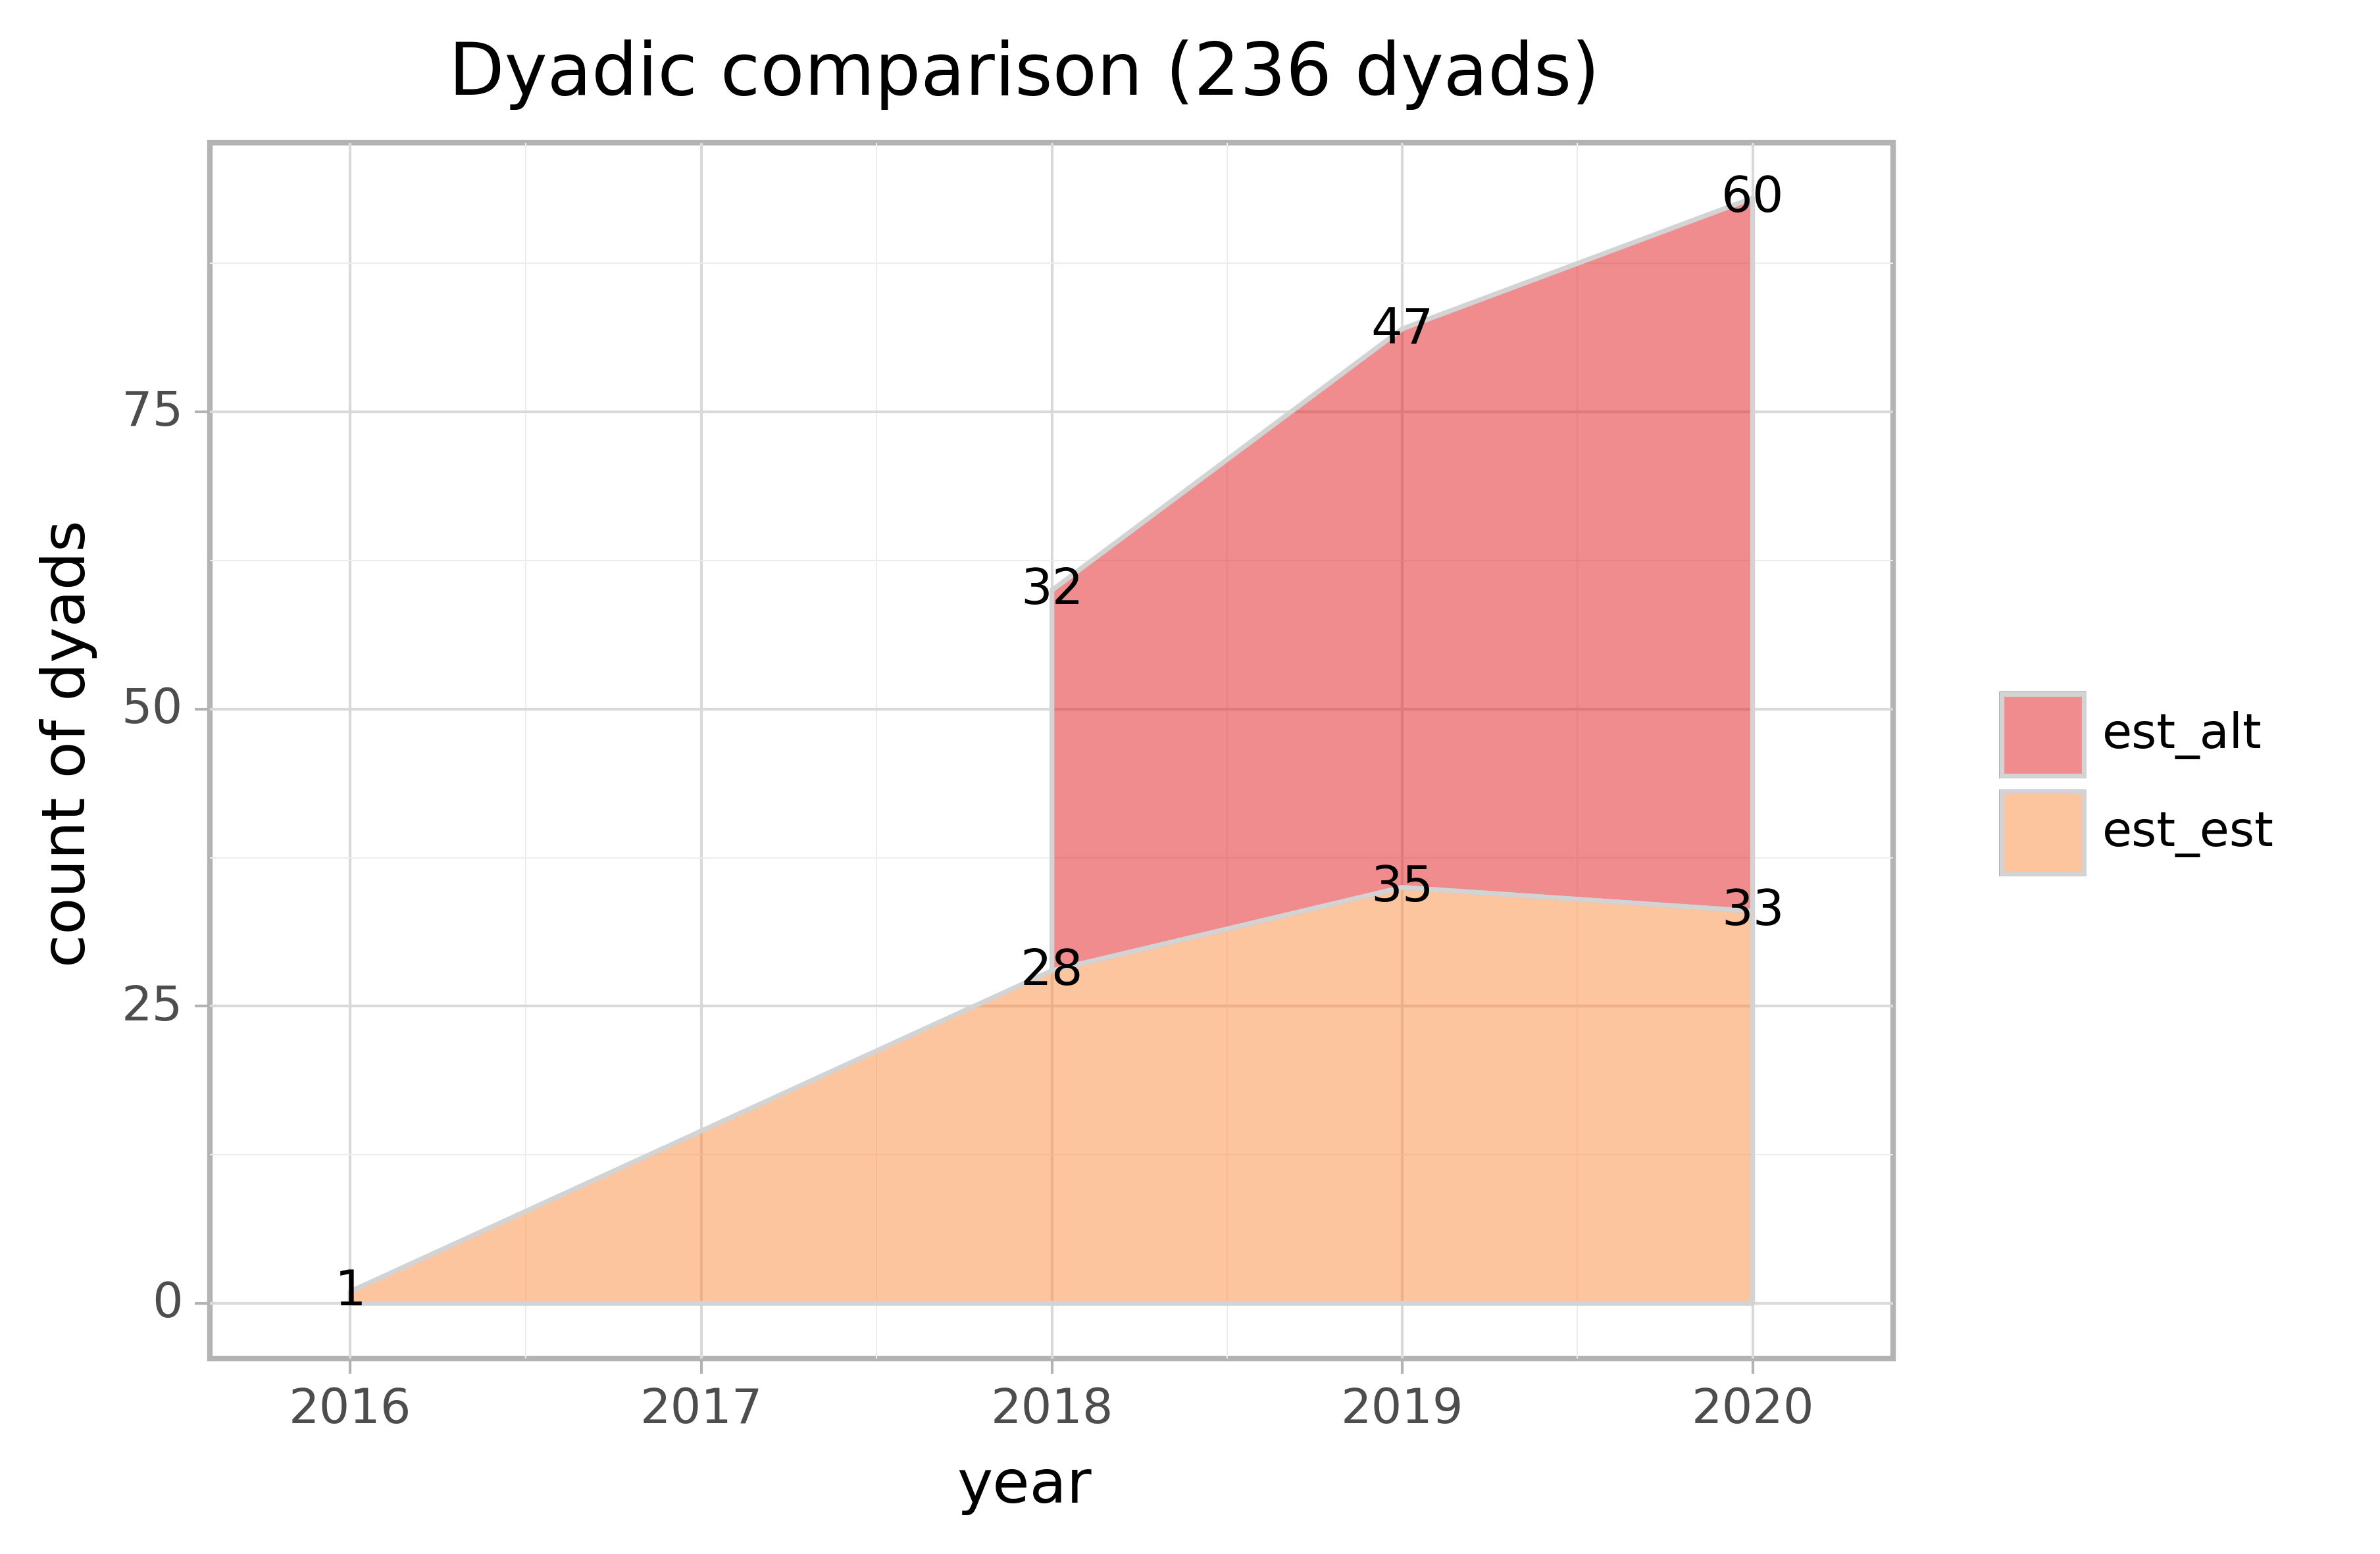 Dyadic comparison (236 dyads)
count of dyads
75
50
25
0
60
47
32
35
33
28
1
2016 2017 2018 2019 2020
year
est_alt
est_est